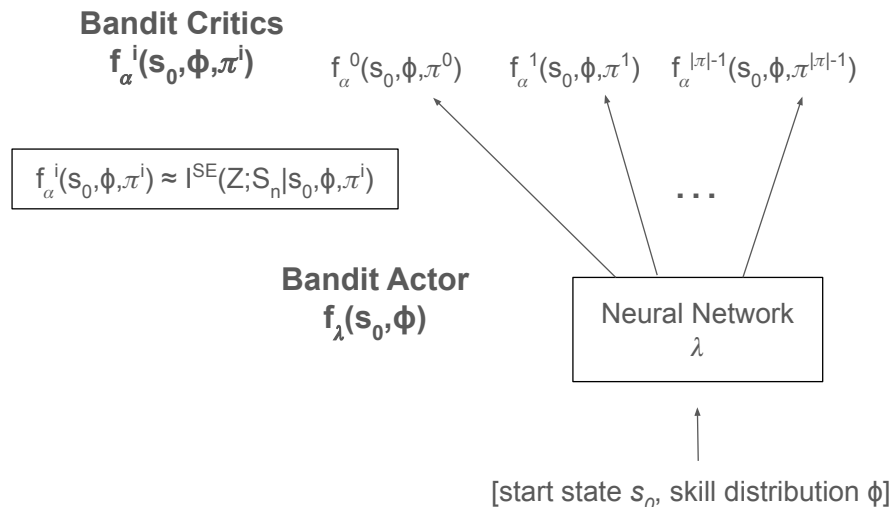 Bandit Critics
f_α^i(s_0,ϕ,π^i)
f_α^0(s_0,ϕ,π^0) f_α^1(s_0,ϕ,π^1) f_α^{|π|-1}(s_0,ϕ,π^{|π|-1})
f_α^i(s_0,ϕ,π^i) ≈ I^{SE}(Z;S_n|s_0,ϕ,π^i)
...
Bandit Actor
f_λ(s_0,ϕ)
Neural Network
λ
[start state s_0, skill distribution ϕ]